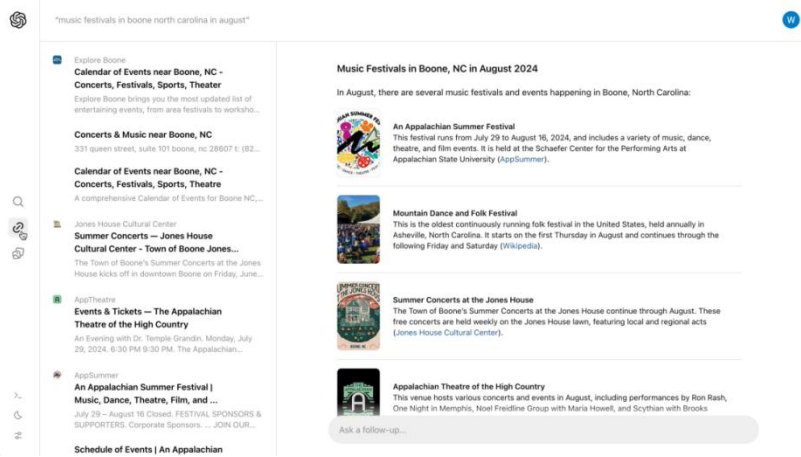 "music festivals in boone north carolina in august"
W
Explore Boone
Calendar of Events near Boone, NC -
Concerts, Festivals, Sports, Theater
Explore Boone brings you the most updated list of
entertaining events, from area festivals to worksho...
Concerts & Music near Boone, NC
331 queen street, suite 101 boone, nc 28607 t: (82...
Calendar of Events near Boone, NC -
Concerts, Festivals, Sports, Theatre
A comprehensive Calendar of Events for Boone NC,...
Jones House Cultural Center
Summer Concerts — Jones House
Cultural Center - Town of Boone Jones...
The Town of Boone's Summer Concerts at the Jones
House kicks off in downtown Boone on Friday, June...
AppTheatre
Events & Tickets — The Appalachian
Theatre of the High Country
An Evening with Dr. Temple Grandin. Monday, July
29, 2024. 6:30 PM 9:30 PM. The Appalachian...
AppSummer
An Appalachian Summer Festival |
Music, Dance, Theatre, Film, and ...
July 29 – August 16 Closed. FESTIVAL SPONSORS &
SUPPORTERS. Corporate Sponsors. ... JOIN OUR...
Schedule of Events | An Appalachian
Music Festivals in Boone, NC in August 2024
In August, there are several music festivals and events happening in Boone, North Carolina:
An Appalachian Summer Festival
This festival runs from July 29 to August 16, 2024, and includes a variety of music, dance,
theatre, and film events. It is held at the Schaefer Center for the Performing Arts at
Appalachian State University (AppSummer).
Mountain Dance and Folk Festival
This is the oldest continuously running folk festival in the United States, held annually in
Asheville, North Carolina. It starts on the first Thursday in August and continues through the
following Friday and Saturday (Wikipedia).
SUMMER CONCERTS
THE JONES HOUSE
BOONE NC
Summer Concerts at the Jones House
The Town of Boone's Summer Concerts at the Jones House continue through August. These
free concerts are held weekly on the Jones House lawn, featuring local and regional acts
(Jones House Cultural Center).
Appalachian Theatre of the High Country
This venue hosts various concerts and events in August, including performances by Ron Rash,
One Night in Memphis, Noel Freidline Group with Maria Howell, and Scythian with Brooks
Ask a follow-up...